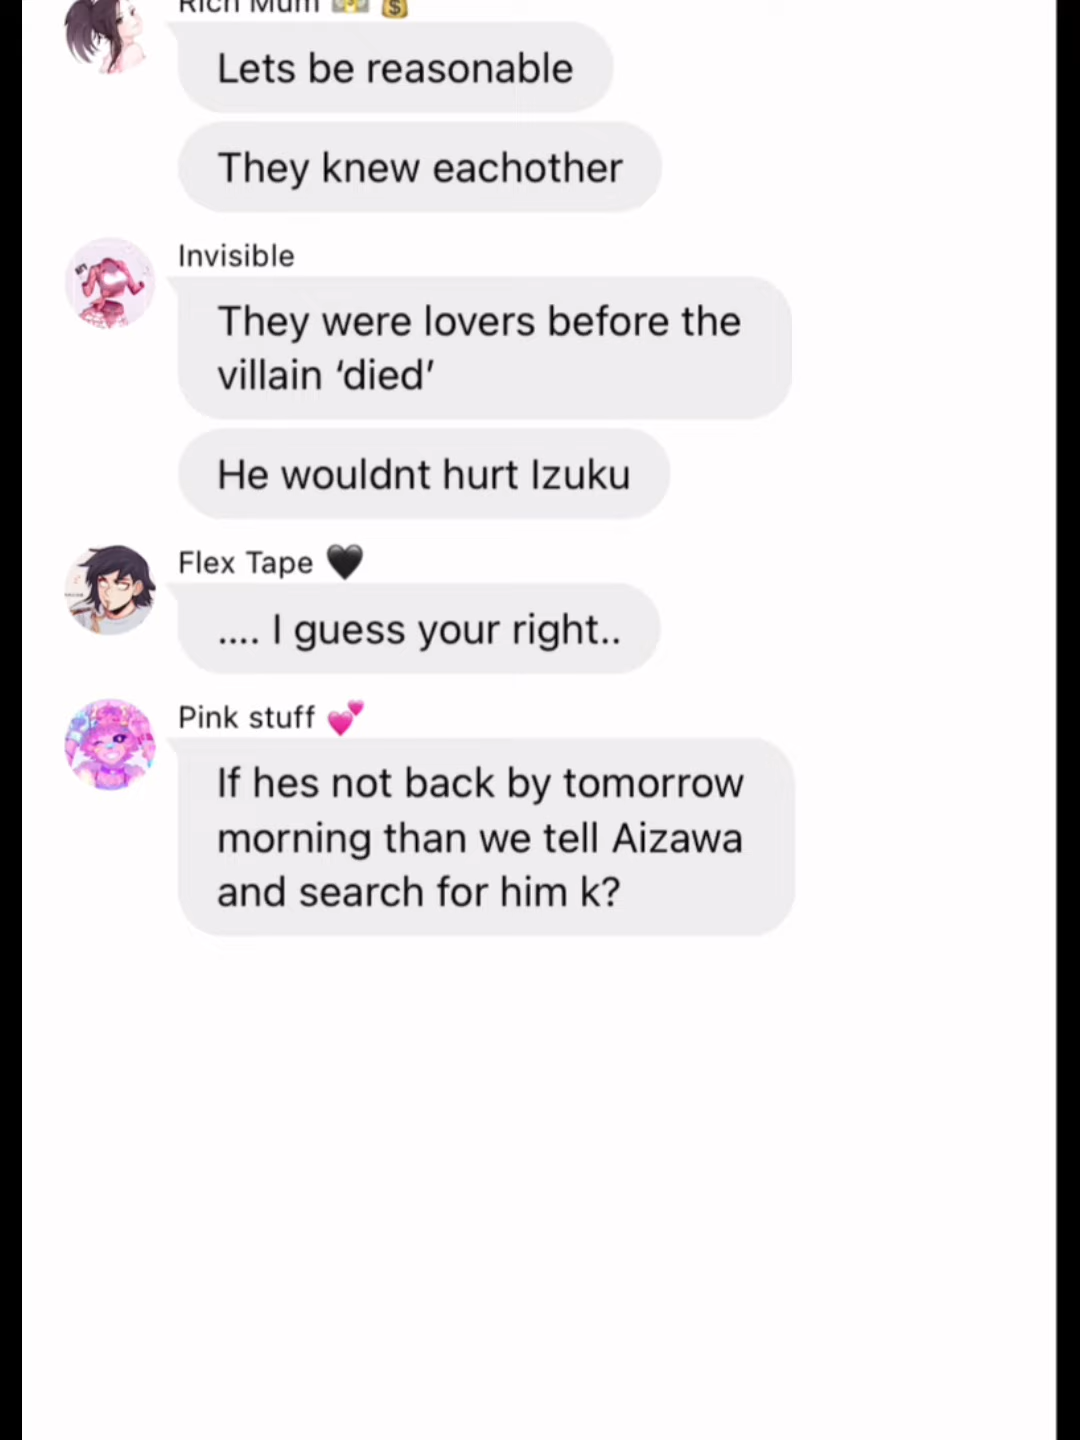 Rich Mum 💵 💰
Lets be reasonable
They knew eachother
Invisible
They were lovers before the
villain ‘died’
He wouldnt hurt Izuku
Flex Tape 🖤
.... I guess your right..
Pink stuff 💕
If hes not back by tomorrow
morning than we tell Aizawa
and search for him k?